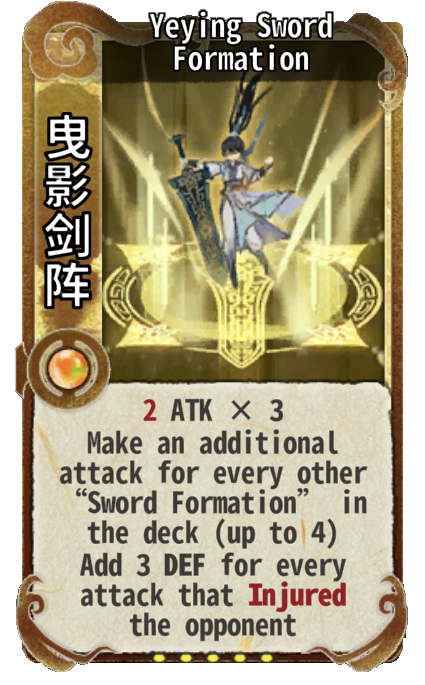 Yeying Sword
Formation
曳影剑阵
2 ATK × 3
Make an additional
attack for every other
“Sword Formation” in
the deck (up to 4)
Add 3 DEF for every
attack that Injured
the opponent